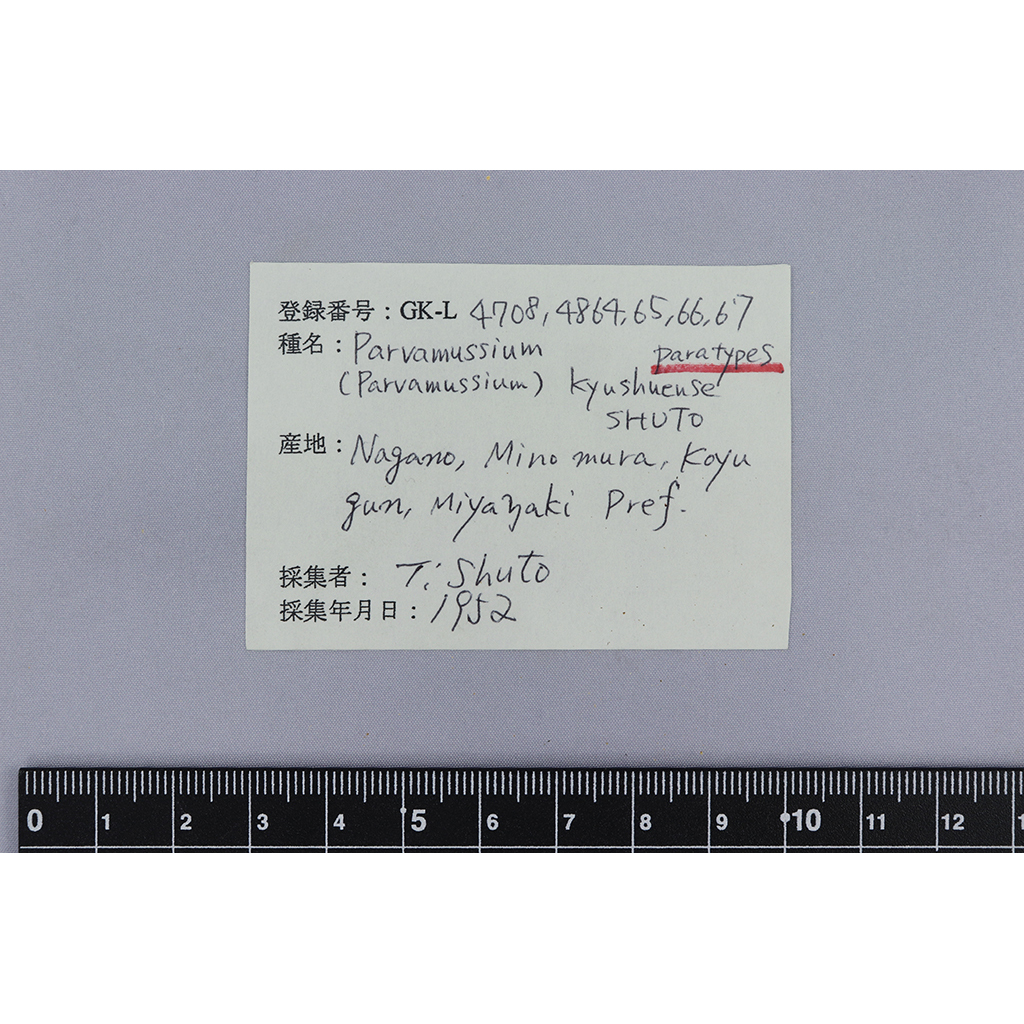 登録番号：GK-L 4708, 4864, 65, 66, 67
種名：Parvamussium
paratypes
(Parvamussium) kyushuense
SHUTO
産地：Nagano, Mino mura, Koyu
gun, Miyazaki Pref.
採集者： T. Shuto
採集年月日：1952
0 1 2 3 4 5 6 7 8 9 10 11 12 1